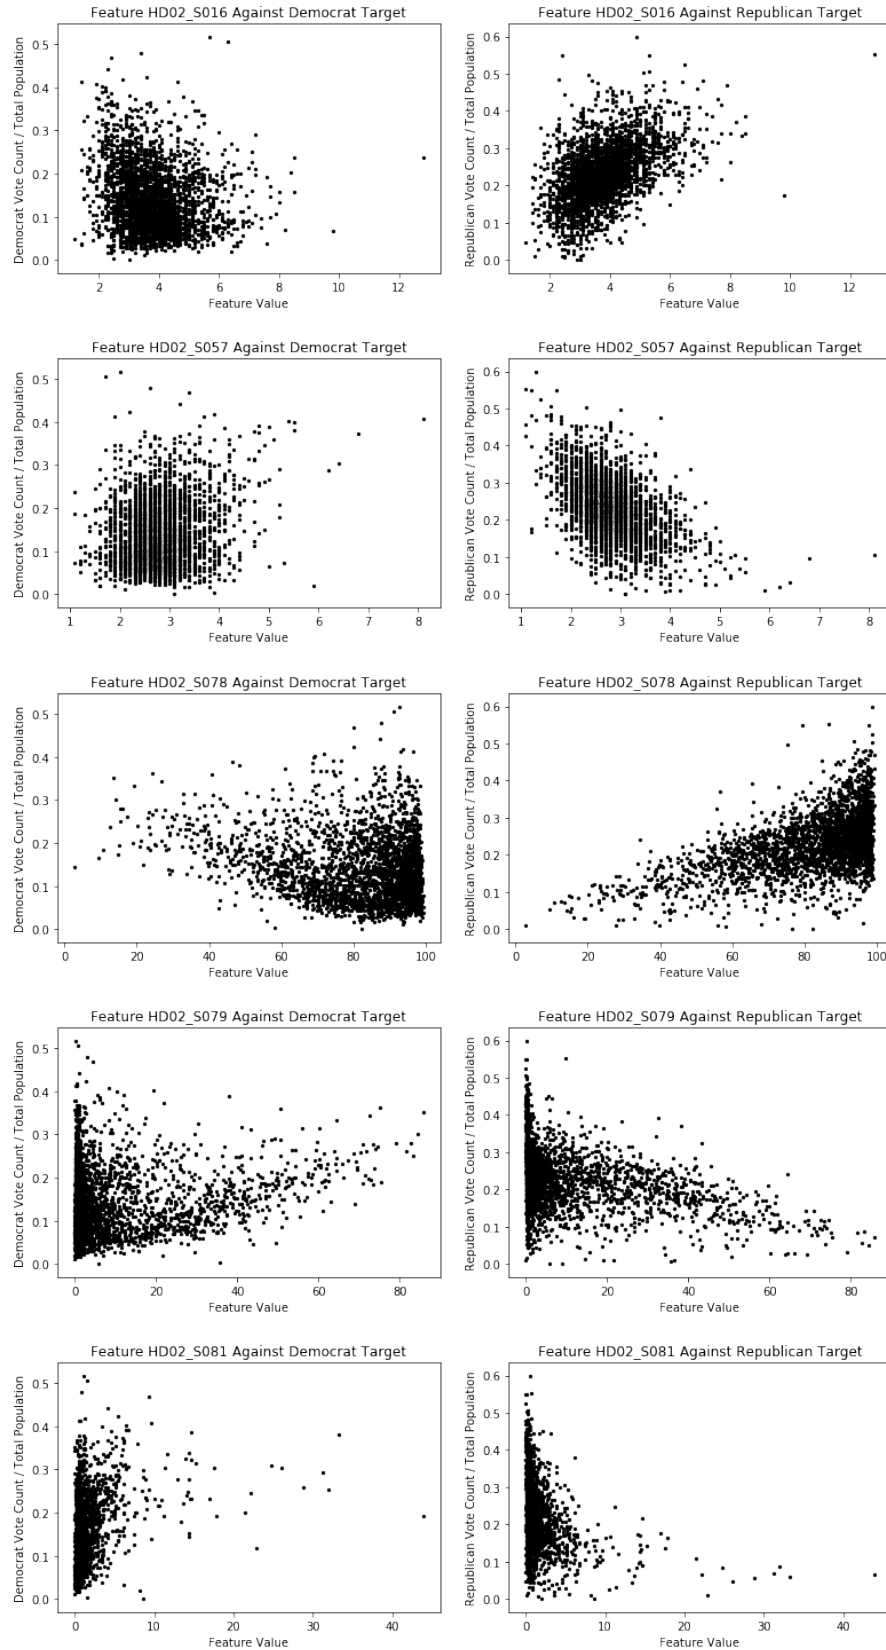 Feature HD02_S016 Against Democrat Target
Democrat Vote Count / Total Population
0.5
0.4
0.3
0.2
0.1
0.0
2 4 6 8 10 12
Feature Value
Feature HD02_S016 Against Republican Target
Republican Vote Count / Total Population
0.6
0.5
0.4
0.3
0.2
0.1
0.0
2 4 6 8 10 12
Feature Value
Feature HD02_S057 Against Democrat Target
Democrat Vote Count / Total Population
0.5
0.4
0.3
0.2
0.1
0.0
1 2 3 4 5 6 7 8
Feature Value
Feature HD02_S057 Against Republican Target
Republican Vote Count / Total Population
0.6
0.5
0.4
0.3
0.2
0.1
0.0
1 2 3 4 5 6 7 8
Feature Value
Feature HD02_S078 Against Democrat Target
Democrat Vote Count / Total Population
0.5
0.4
0.3
0.2
0.1
0.0
0 20 40 60 80 100
Feature Value
Feature HD02_S078 Against Republican Target
Republican Vote Count / Total Population
0.6
0.5
0.4
0.3
0.2
0.1
0.0
0 20 40 60 80 100
Feature Value
Feature HD02_S079 Against Democrat Target
Democrat Vote Count / Total Population
0.5
0.4
0.3
0.2
0.1
0.0
0 20 40 60 80
Feature Value
Feature HD02_S079 Against Republican Target
Republican Vote Count / Total Population
0.6
0.5
0.4
0.3
0.2
0.1
0.0
0 20 40 60 80
Feature Value
Feature HD02_S081 Against Democrat Target
Democrat Vote Count / Total Population
0.5
0.4
0.3
0.2
0.1
0.0
0 10 20 30 40
Feature Value
Feature HD02_S081 Against Republican Target
Republican Vote Count / Total Population
0.6
0.5
0.4
0.3
0.2
0.1
0.0
0 10 20 30 40
Feature Value